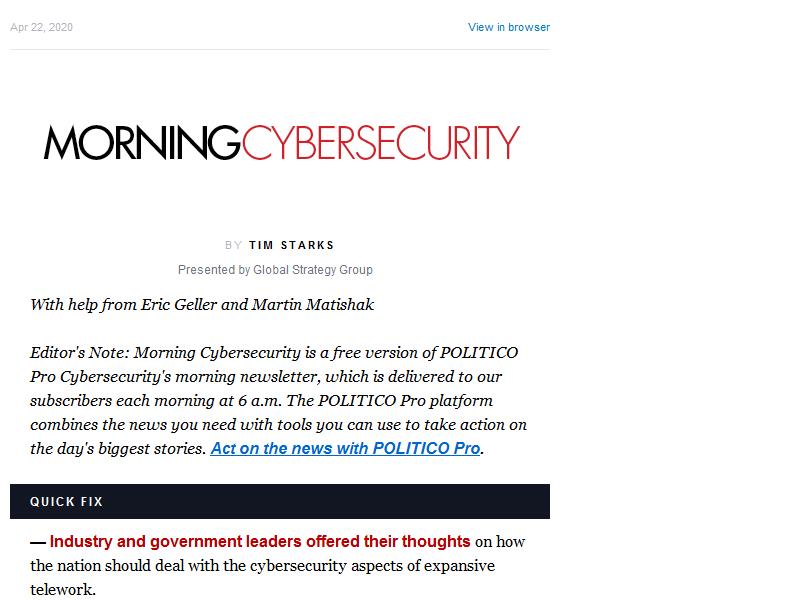 Apr 22, 2020 View in browser
MORNINGCYBERSECURITY
BY TIM STARKS
Presented by Global Strategy Group
With help from Eric Geller and Martin Matishak
Editor's Note: Morning Cybersecurity is a free version of POLITICO
Pro Cybersecurity's morning newsletter, which is delivered to our
subscribers each morning at 6 a.m. The POLITICO Pro platform
combines the news you need with tools you can use to take action on
the day's biggest stories. Act on the news with POLITICO Pro.
QUICK FIX
— Industry and government leaders offered their thoughts on how
the nation should deal with the cybersecurity aspects of expansive
telework.